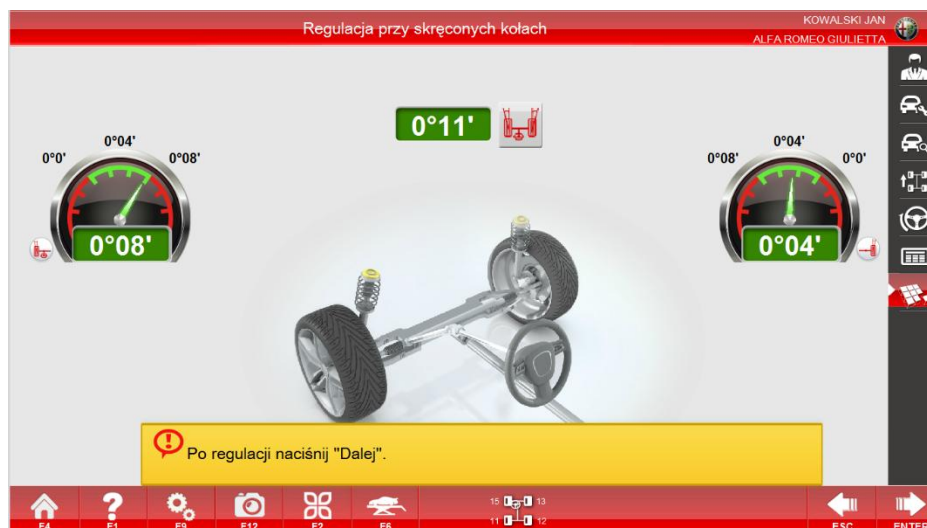 Regulacja przy skręconych kołach
KOWALSKI JAN
ALFA ROMEO GIULIETTA
0°11'
0°04'
0°0'
0°08'
0°08'
0°04'
0°08'
0°0'
0°04'
Po regulacji naciśnij "Dalej".
15 13
11 12
F4 F1 F9 F12 F2 F6 ESC ENTER